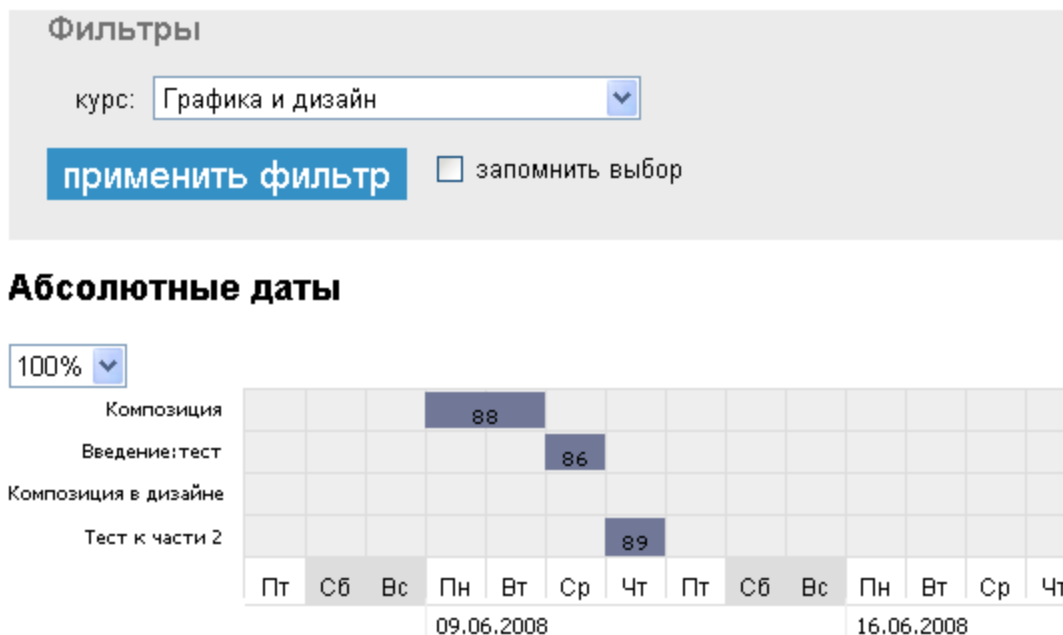 Фильтры
курс: Графика и дизайн
применить фильтр запомнить выбор
Абсолютные даты
100%
Композиция 88
Введение:тест 86
Композиция в дизайне
Тест к части 2 89
Пт Сб Вс Пн Вт Ср Чт Пт Сб Вс Пн Вт Ср Чт
09.06.2008 16.06.2008